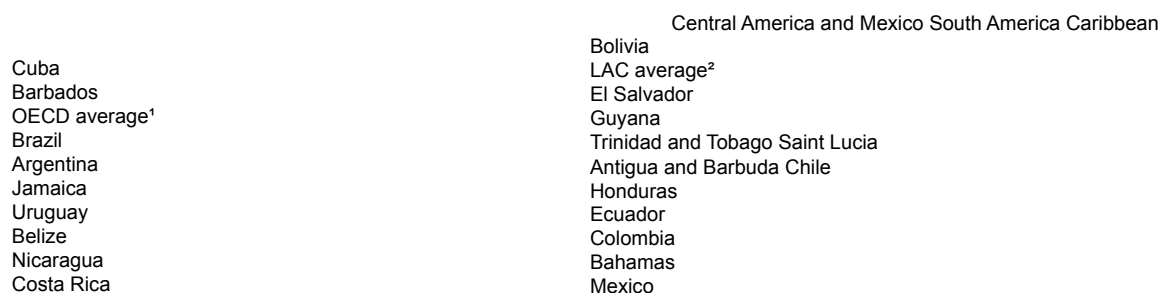 Central America and Mexico South America Caribbean
Cuba
Barbados
OECD average¹
Brazil
Argentina
Jamaica
Uruguay
Belize
Nicaragua
Costa Rica
Bolivia
LAC average²
El Salvador
Guyana
Trinidad and Tobago Saint Lucia
Antigua and Barbuda Chile
Honduras
Ecuador
Colombia
Bahamas
Mexico